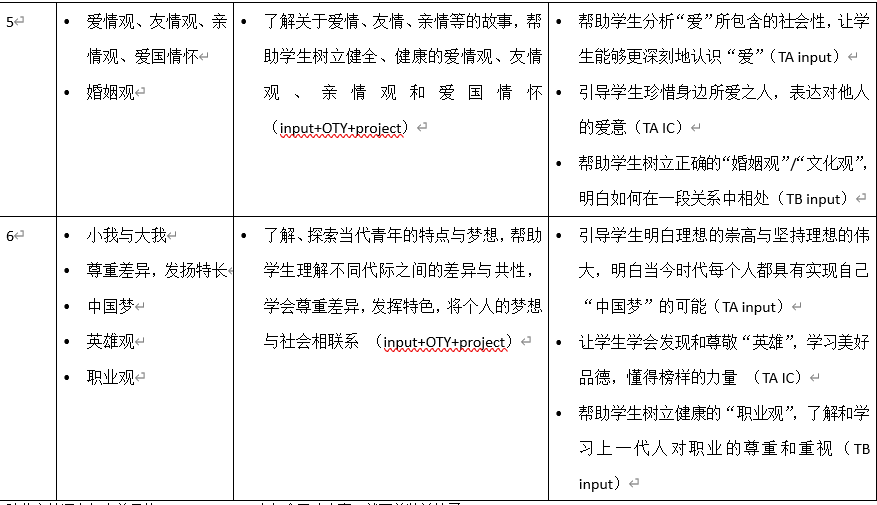 5
爱情观、友情观、亲
情观、爱国情怀
婚姻观
了解关于爱情、友情、亲情等的故事，帮
助学生树立健全、健康的爱情观、友情
观、亲情观和爱国情怀
（input+OTY+project）
帮助学生分析“爱”所包含的社会性，让学
生能够更深刻地认识“爱”（TA input）
引导学生珍惜身边所爱之人，表达对他人
的爱意（TA IC）
帮助学生树立正确的“婚姻观”/“文化观”，
明白如何在一段关系中相处（TB input）
6
小我与大我
尊重差异，发扬特长
中国梦
英雄观
职业观
了解、探索当代青年的特点与梦想，帮助
学生理解不同代际之间的差异与共性，
学会尊重差异，发挥特色，将个人的梦想
与社会相联系 （input+OTY+project）
引导学生明白理想的崇高与坚持理想的伟
大，明白当今时代每个人都具有实现自己
“中国梦”的可能（TA input）
让学生学会发现和尊敬“英雄”，学习美好
品德，懂得榜样的力量 （TA IC）
帮助学生树立健康的“职业观”，了解和学
习上一代人对职业的尊重和重视（TB
input）